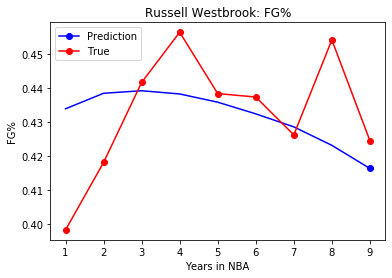 Russell Westbrook: FG%
Prediction
True
0.45
0.44
0.43
0.42
0.41
0.40
FG%
1 2 3 4 5 6 7 8 9
Years in NBA